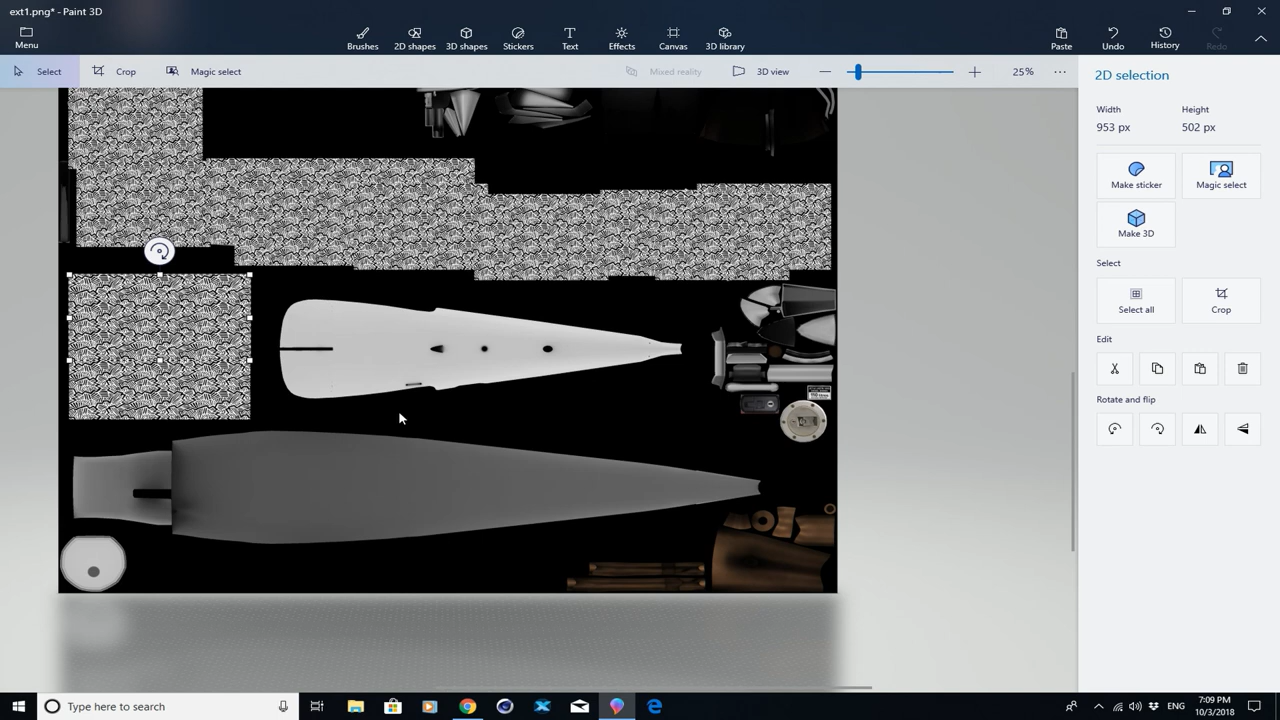 ext1.png* - Paint 3D
Menu
Brushes
2D shapes
3D shapes
Stickers
Text
Effects
Canvas
3D library
Paste
Undo
History
Redo
Select
Crop
Magic select
Mixed reality
3D view
25%
2D selection
Width
Height
953 px
502 px
Make sticker
Magic select
Make 3D
Select
Select all
Crop
Edit
Rotate and flip
Type here to search
7:09 PM
10/3/2018